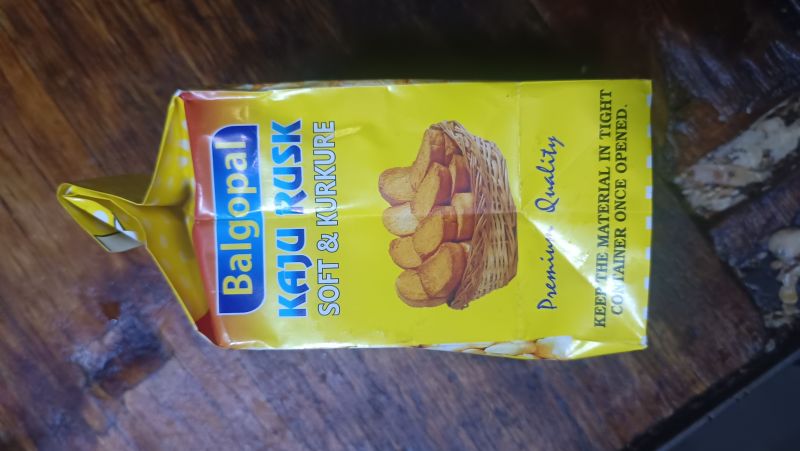 Balgopal
KAJU RUSK
SOFT & KURKURE
Premium Quality
KEEP THE MATERIAL IN TIGHT
CONTAINER ONCE OPENED.